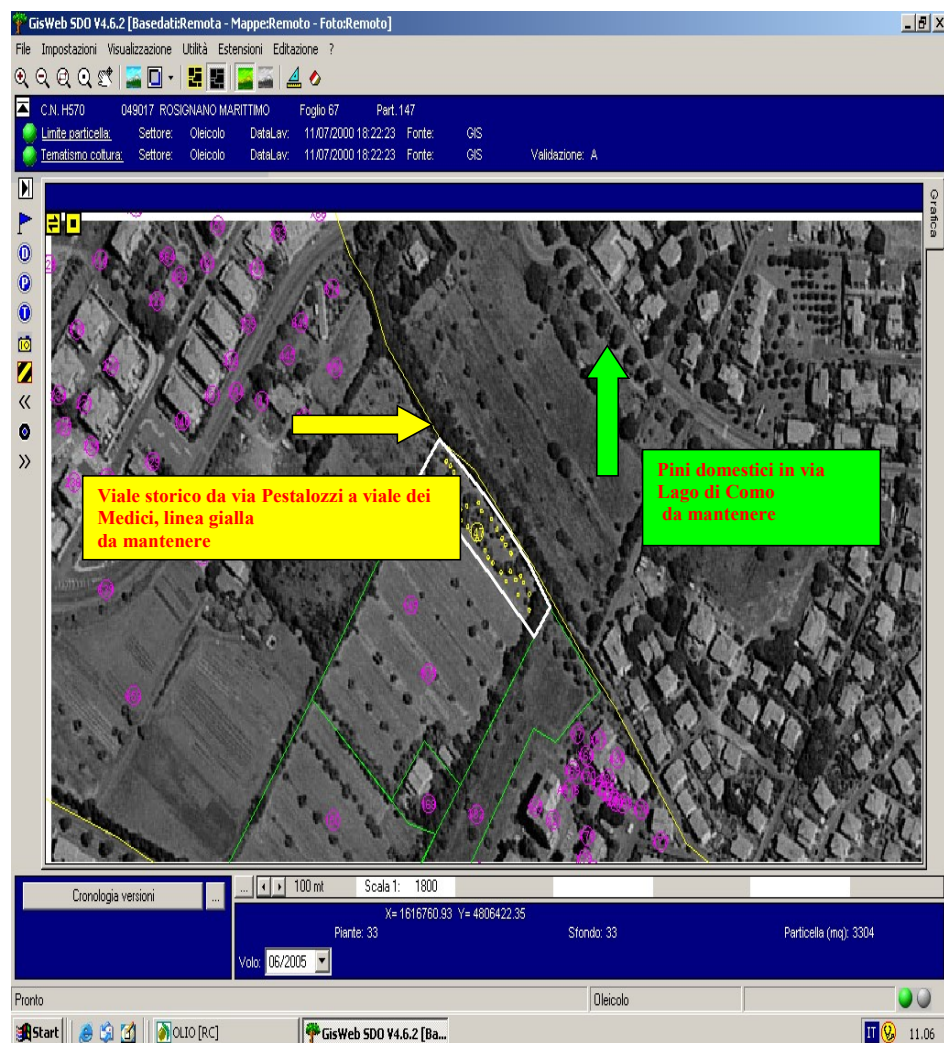 GisWeb SDO V4.6.2 [Basedati:Remota - Mappe:Remoto - Foto:Remoto]
File Impostazioni Visualizzazione Utilità Estensioni Editazione ?
C.N. H570 049017 ROSIGNANO MARITTIMO Foglio 67 Part. 147
Limite particella: Settore: Oleicolo DataLav: 11/07/2000 18:22:23 Fonte: GIS
Tematismo coltura: Settore: Oleicolo DataLav: 11/07/2000 18:22:23 Fonte: GIS Validazione: A
Grafica
D
P
T
Viale storico da via Pestalozzi a viale dei
Medici, linea gialla
da mantenere
Pini domestici in via
Lago di Como
da mantenere
Cronologia versioni ...
... 100 mt Scala 1: 1800
X= 1616760.93 Y= 4806422.35
Piante: 33 Sfondo: 33 Particella (mq): 3304
Volo: 06/2005
Pronto Oleicolo
Start OLIO [RC] GisWeb SDO V4.6.2 [Ba... IT 11.06